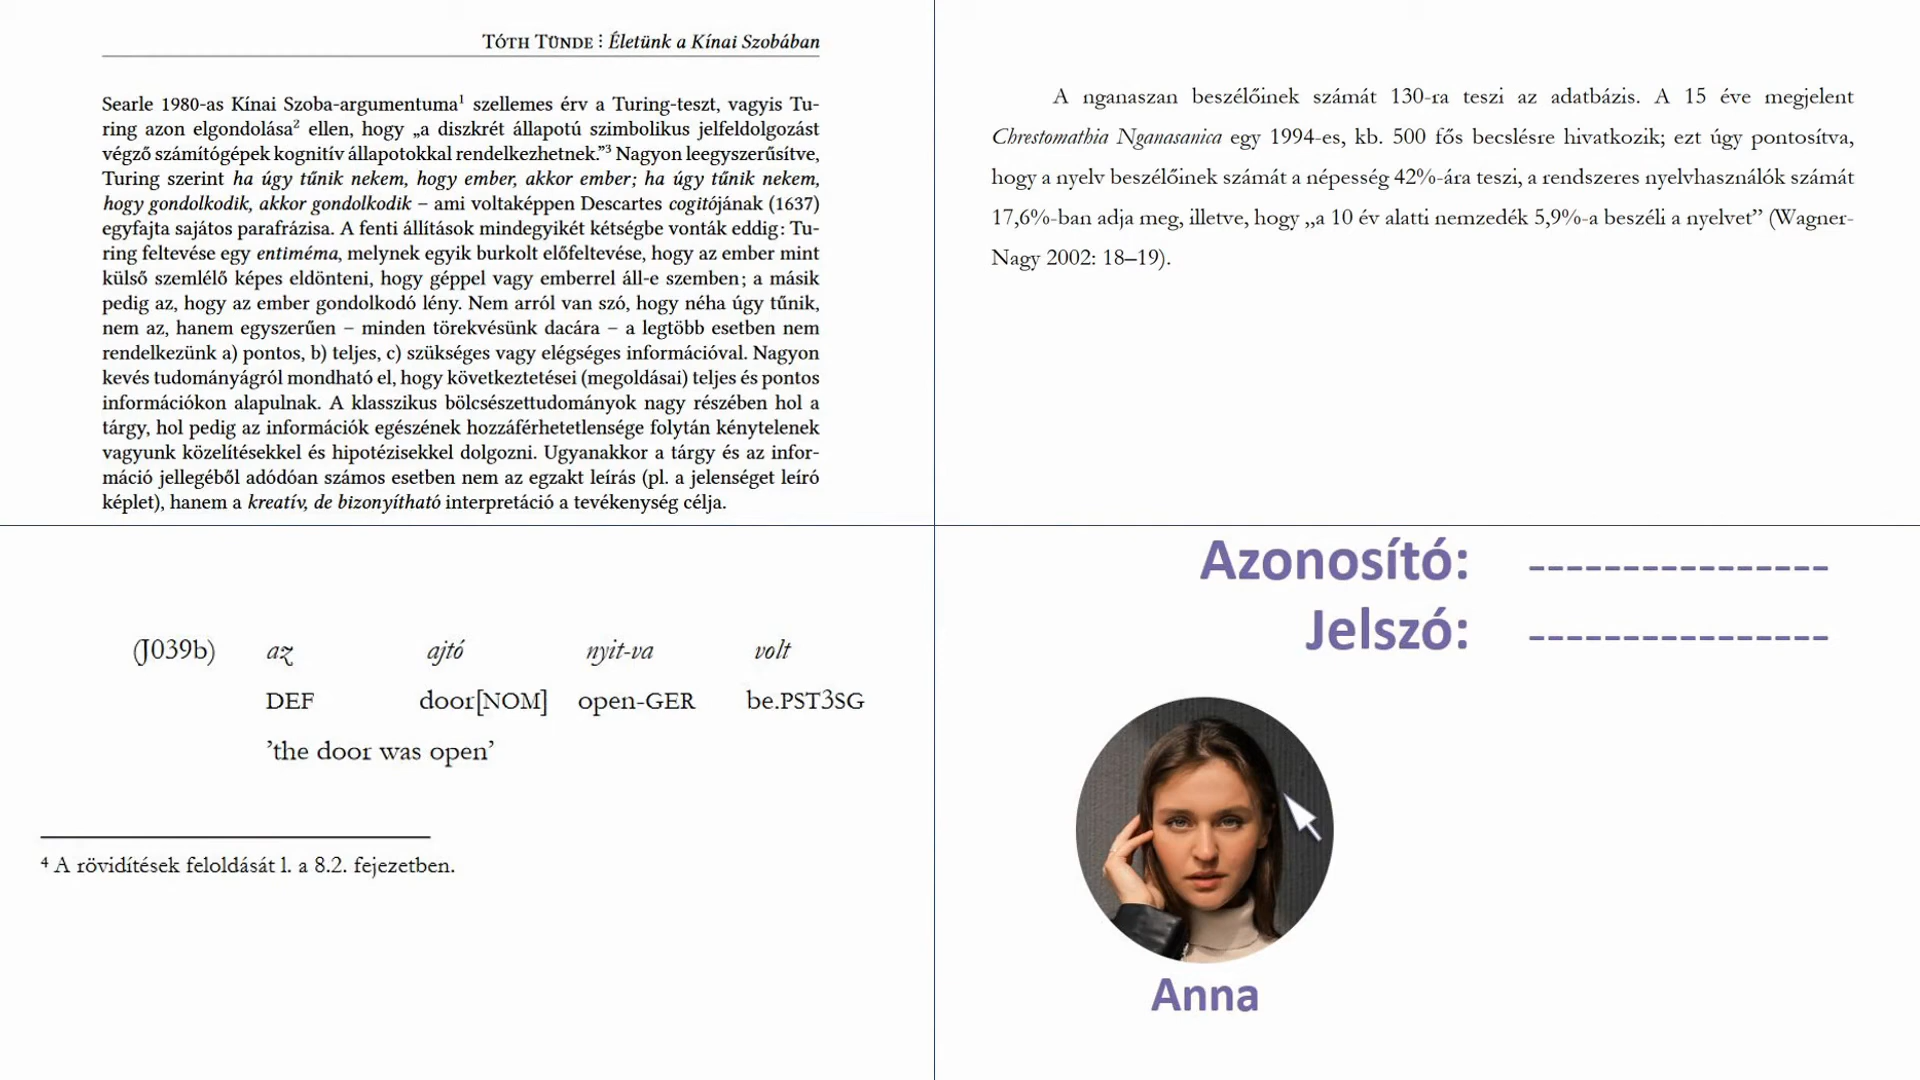 TÓTH TÜNDE ⁝ Életünk a Kínai Szobában
Searle 1980-as Kínai Szoba-argumentuma¹ szellemes érv a Turing-teszt, vagyis Tu-
ring azon elgondolása² ellen, hogy „a diszkrét állapotú szimbolikus jelfeldolgozást
végző számítógépek kognitív állapotokkal rendelkezhetnek.”³ Nagyon leegyszerűsítve,
Turing szerint ha úgy tűnik nekem, hogy ember, akkor ember; ha úgy tűnik nekem,
hogy gondolkodik, akkor gondolkodik – ami voltaképpen Descartes cogitójának (1637)
egyfajta sajátos parafrázisa. A fenti állítások mindegyikét kétségbe vonták eddig: Tu-
ring feltevése egy entiméma, melynek egyik burkolt előfeltevése, hogy az ember mint
külső szemlélő képes eldönteni, hogy géppel vagy emberrel áll-e szemben; a másik
pedig az, hogy az ember gondolkodó lény. Nem arról van szó, hogy néha úgy tűnik,
nem az, hanem egyszerűen – minden törekvésünk dacára – a legtöbb esetben nem
rendelkezünk a) pontos, b) teljes, c) szükséges vagy elégséges információval. Nagyon
kevés tudományágról mondható el, hogy következtetései (megoldásai) teljes és pontos
információkon alapulnak. A klasszikus bölcsészettudományok nagy részében hol a
tárgy, hol pedig az információk egészének hozzáférhetetlensége folytán kénytelenek
vagyunk közelítésekkel és hipotézisekkel dolgozni. Ugyanakkor a tárgy és az infor-
máció jellegéből adódóan számos esetben nem az egzakt leírás (pl. a jelenséget leíró
képlet), hanem a kreatív, de bizonyítható interpretáció a tevékenység célja.
A nganaszan beszélőinek számát 130-ra teszi az adatbázis. A 15 éve megjelent
Chrestomathia Nganasanica egy 1994-es, kb. 500 fős becslésre hivatkozik; ezt úgy pontosítva,
hogy a nyelv beszélőinek számát a népesség 42%-ára teszi, a rendszeres nyelvhasználók számát
17,6%-ban adja meg, illetve, hogy „a 10 év alatti nemzedék 5,9%-a beszéli a nyelvet” (Wagner-
Nagy 2002: 18–19).
(J039b) az ajtó nyit-va volt
DEF door[NOM] open-GER be.PST3SG
’the door was open’
⁴ A rövidítések feloldását l. a 8.2. fejezetben.
Azonosító: ----------------
Jelszó: ----------------
Anna